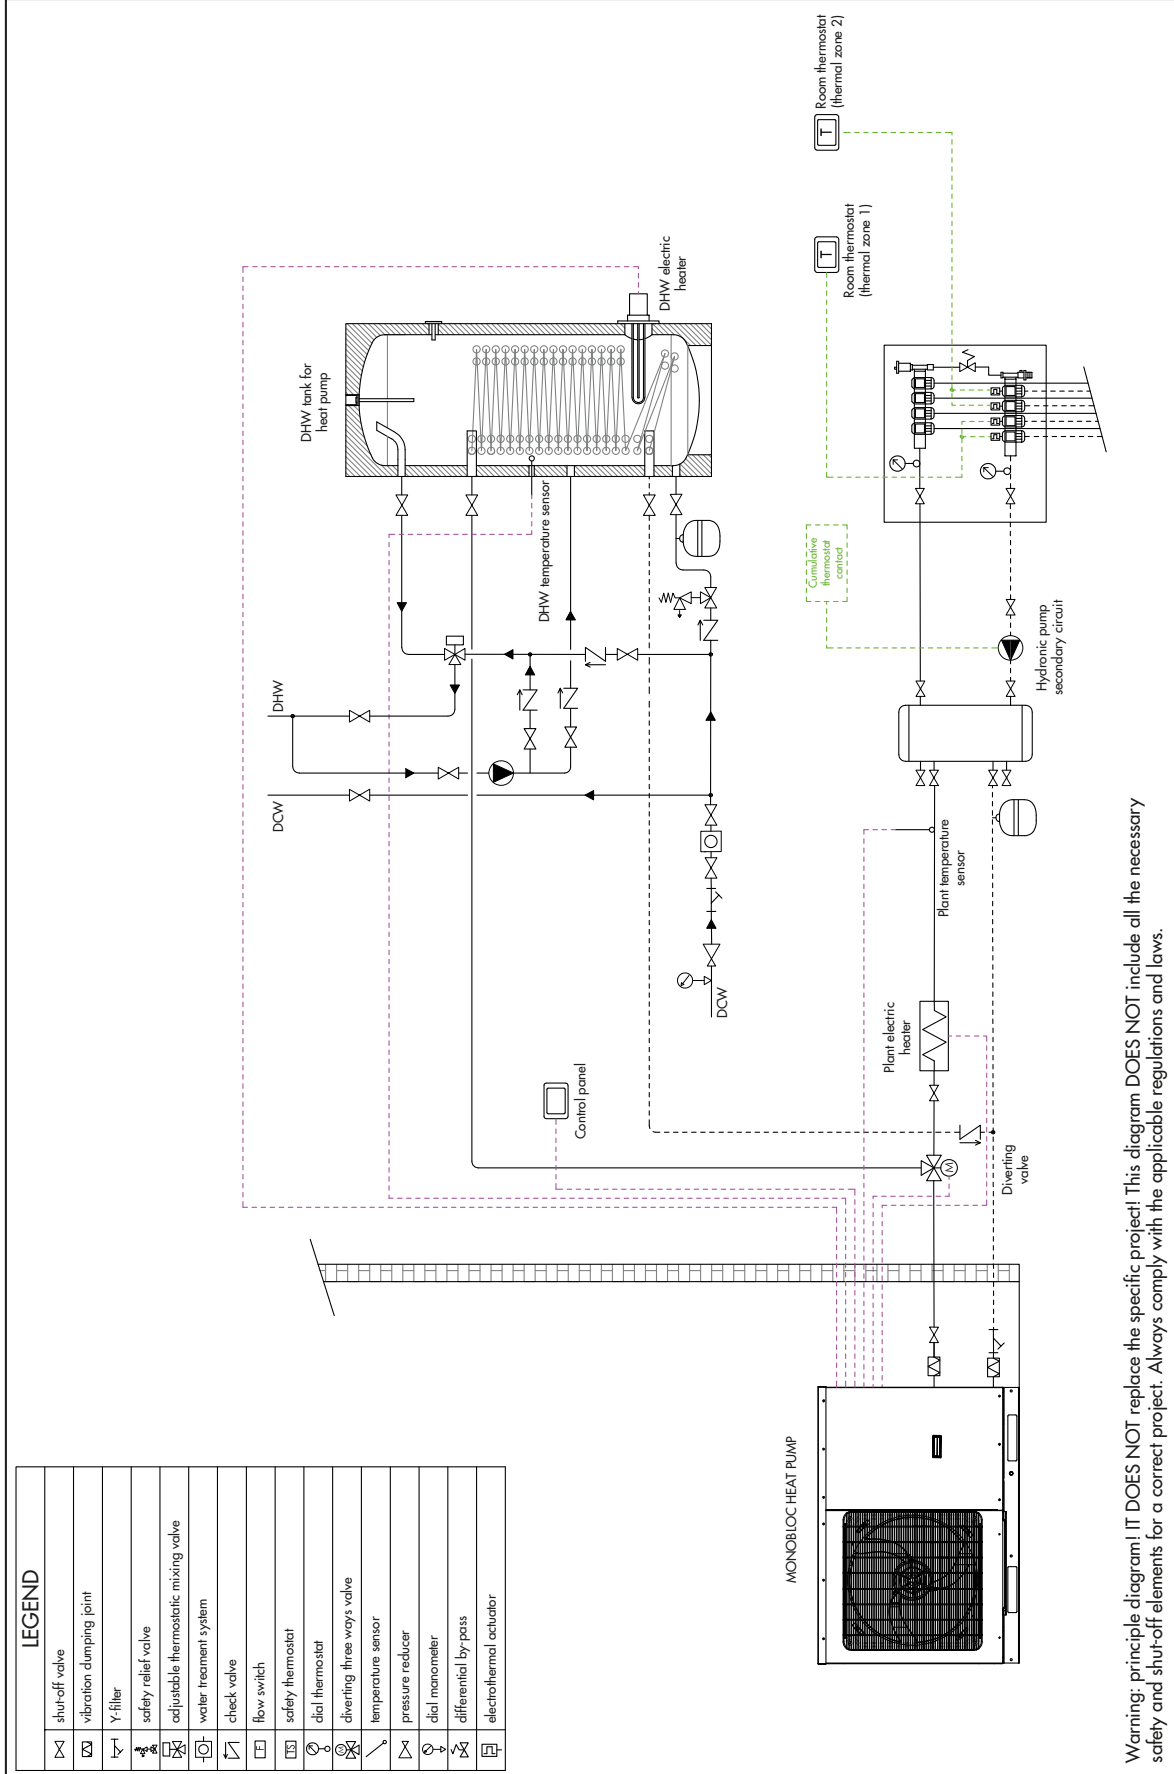 LEGEND
shut-off valve
vibration dumping joint
Y-filter
safety relief valve
adjustable thermostatic mixing valve
water treament system
check valve
F
flow switch
TS
safety thermostat
dial thermostat
M
diverting three ways valve
temperature sensor
pressure reducer
dial manometer
differential by-pass
electrothermal actuator
MONOBLOC HEAT PUMP
Control panel
M
Diverting
valve
Plant electric
heater
Plant temperature
sensor
DCW
DCW
DHW
DHW temperature sensor
DHW tank for
heat pump
DHW electric
heater
Hydronic pump
secondary circuit
Cumulative
thermostat
contact
T
Room thermostat
(thermal zone 1)
T
Room thermostat
(thermal zone 2)
Warning: principle diagram! IT DOES NOT replace the specific project! This diagram DOES NOT include all the necessary
safety and shut-off elements for a correct project. Always comply with the applicable regulations and laws.